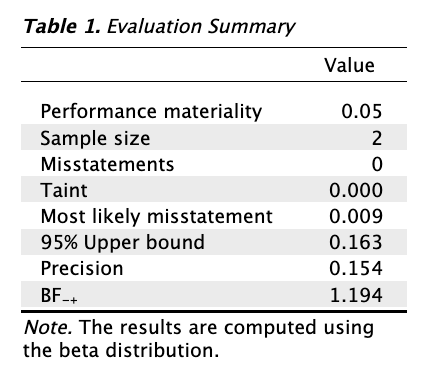 Table 1. Evaluation Summary
Value
Performance materiality 0.05
Sample size 2
Misstatements 0
Taint 0.000
Most likely misstatement 0.009
95% Upper bound 0.163
Precision 0.154
BF₋₊ 1.194
Note. The results are computed using
the beta distribution.